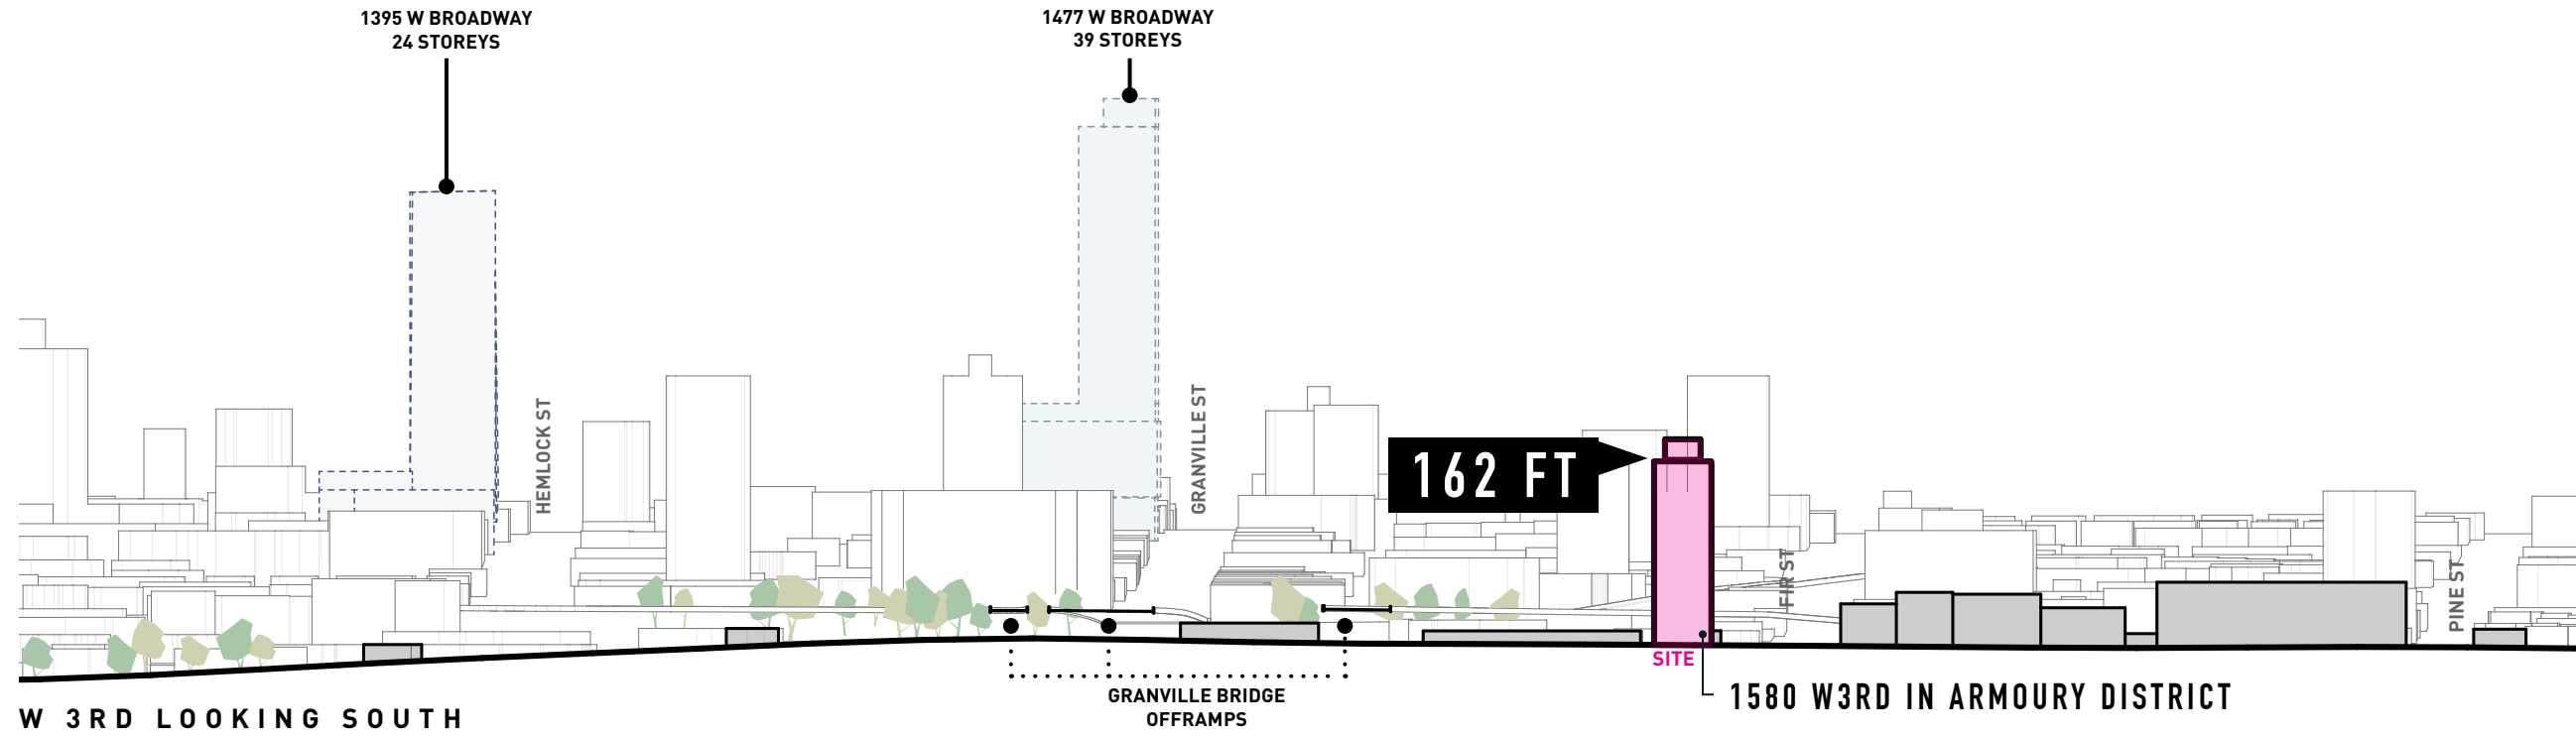 1395 W BROADWAY
24 STOREYS
1477 W BROADWAY
39 STOREYS
HEMLOCK ST
GRANVILLE ST
162 FT
FIR ST
PINE ST
SITE
GRANVILLE BRIDGE
OFFRAMPS
1580 W3RD IN ARMOURY DISTRICT
W 3RD LOOKING SOUTH